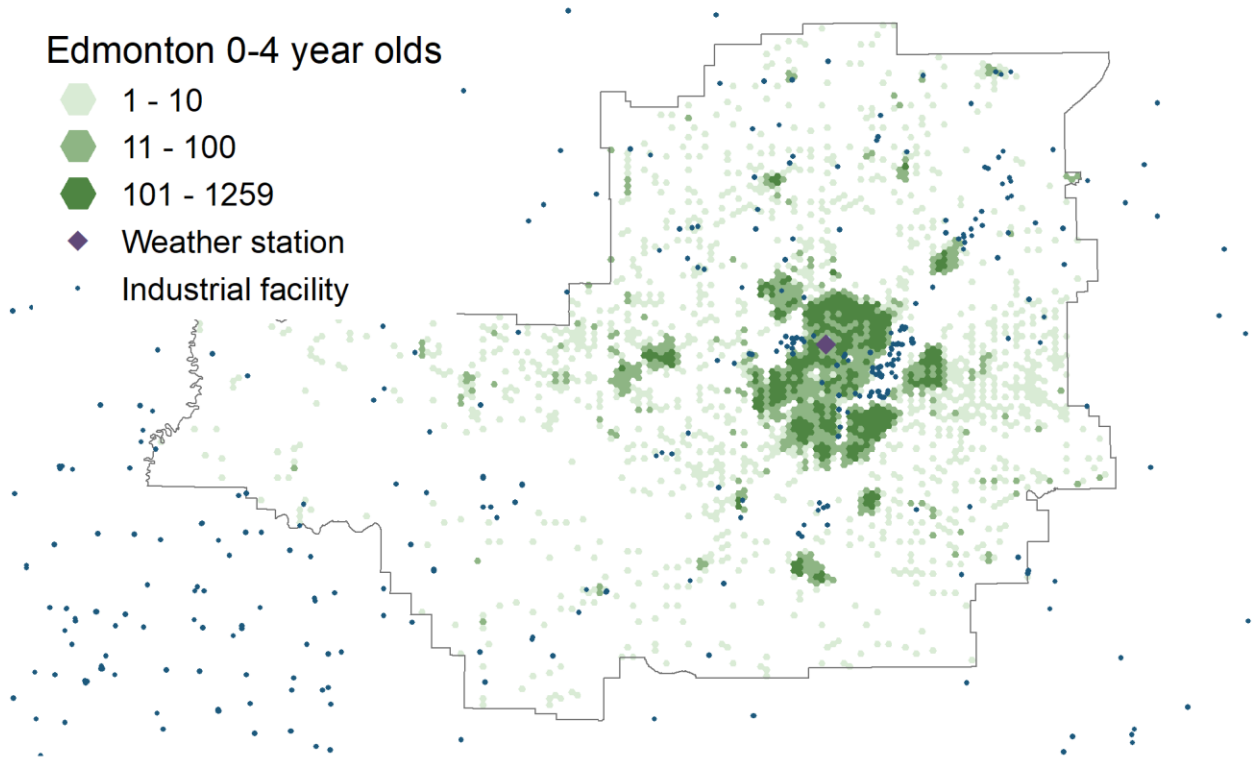 Edmonton 0-4 year olds
1 - 10
11 - 100
101 - 1259
Weather station
Industrial facility